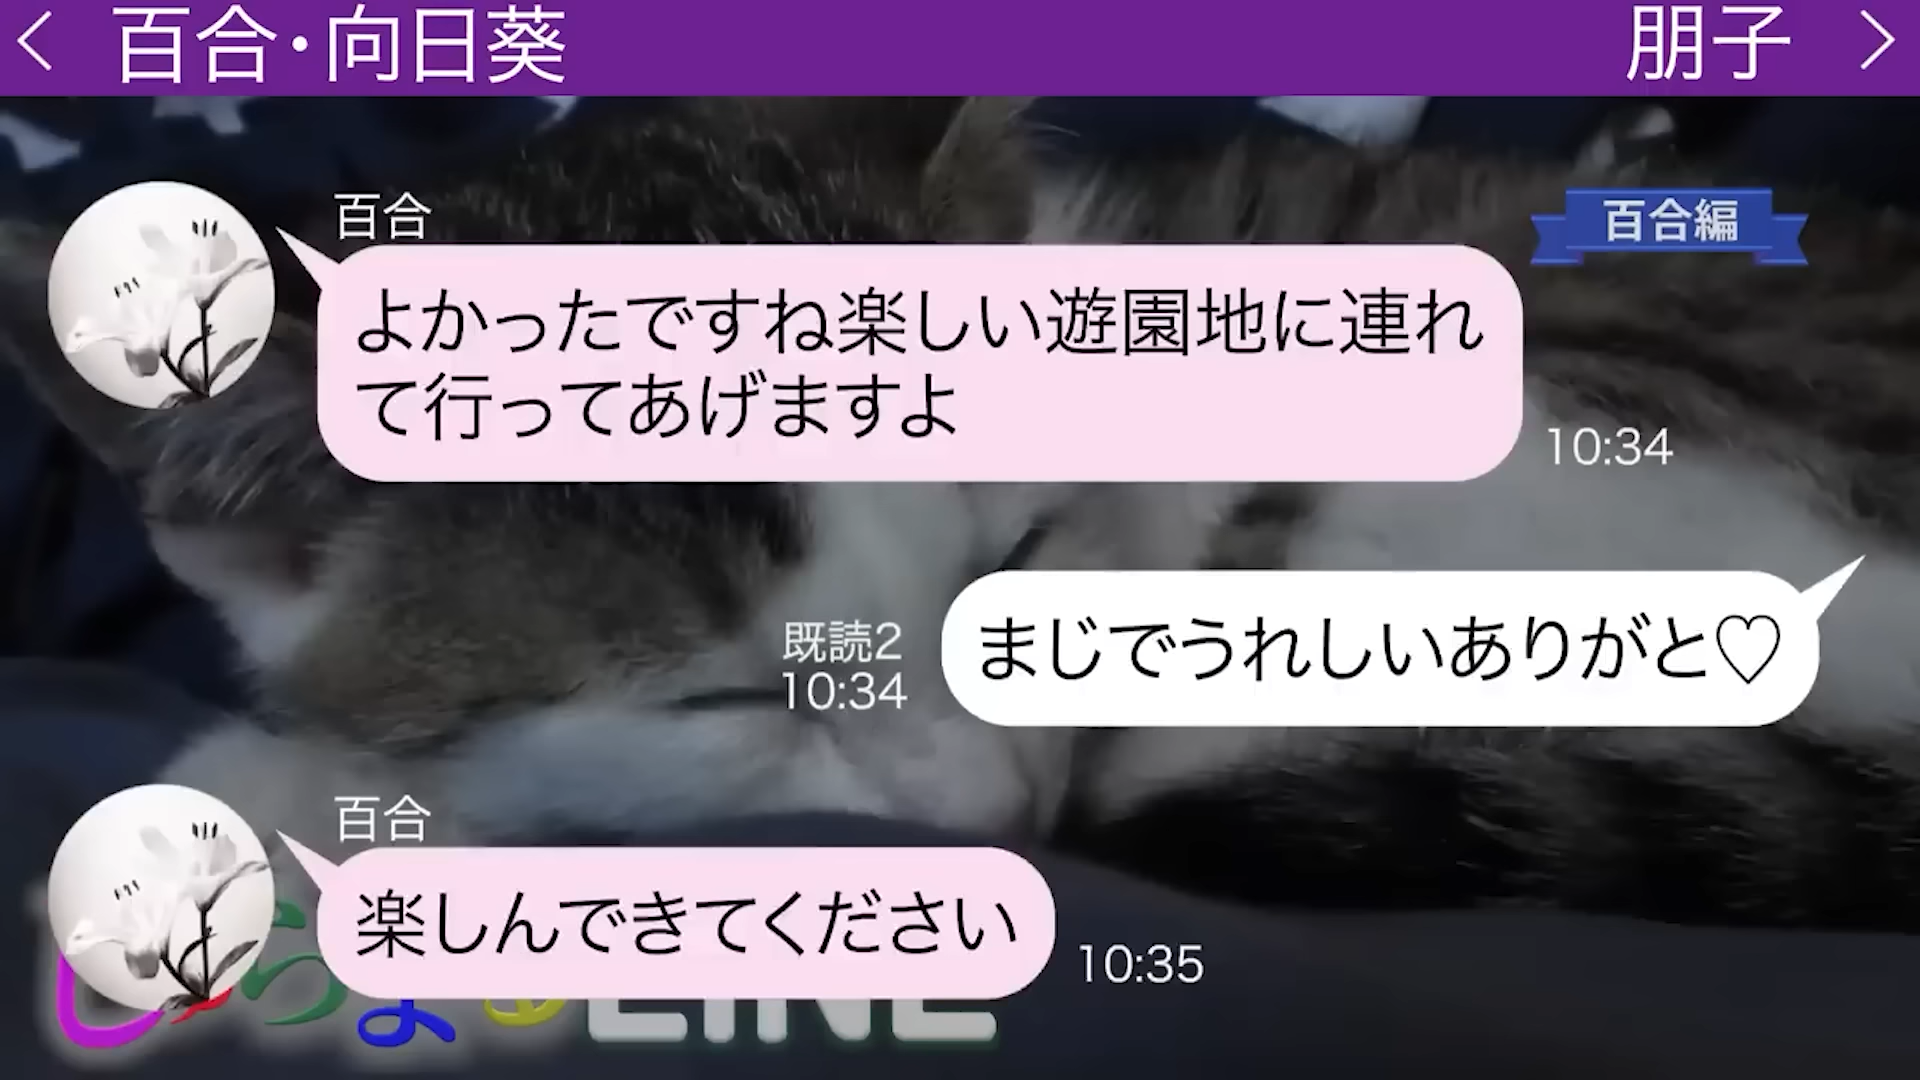 百合・向日葵
朋子
百合
百合編
よかったですね楽しい遊園地に連れ
て行ってあげますよ
10:34
まじでうれしいありがと♡
既読2
10:34
百合
楽しんできてください
10:35
LINE